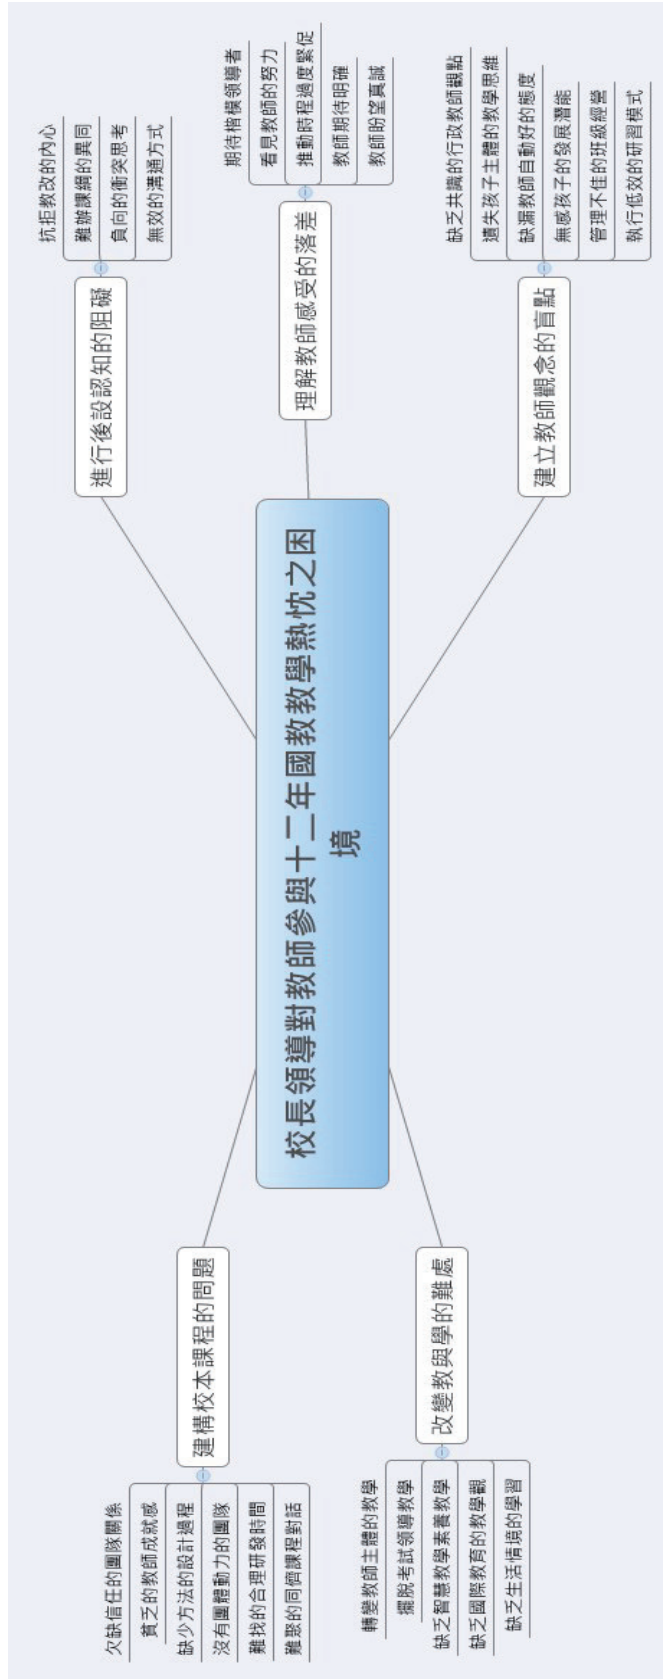 校長領導對教師參與十二年國教教學熱忱之困
境
進行後設認知的阻礙
抗拒教改的內心
難辦課綱的異同
負向的衝突思考
無效的溝通方式
理解教師感受的落差
期待楷模領導者
看見教師的努力
推動時程過度緊促
教師期待明確
教師盼望真誠
建立教師觀念的盲點
缺乏共識的行政教師觀點
遺失孩子主體的教學思維
缺漏教師自動好的態度
無感孩子的發展潛能
管理不佳的班級經營
執行低效的研習模式
建構校本課程的問題
欠缺信任的團隊關係
貧乏的教師成就感
缺少方法的設計過程
沒有團體動力的團隊
難找的合理研發時間
難聚的同儕課程對話
改變教與學的難處
轉變教師主體的教學
擺脫考試領導教學
缺乏智慧教學素養教學
缺乏國際教育的教學觀
缺乏生活情境的學習